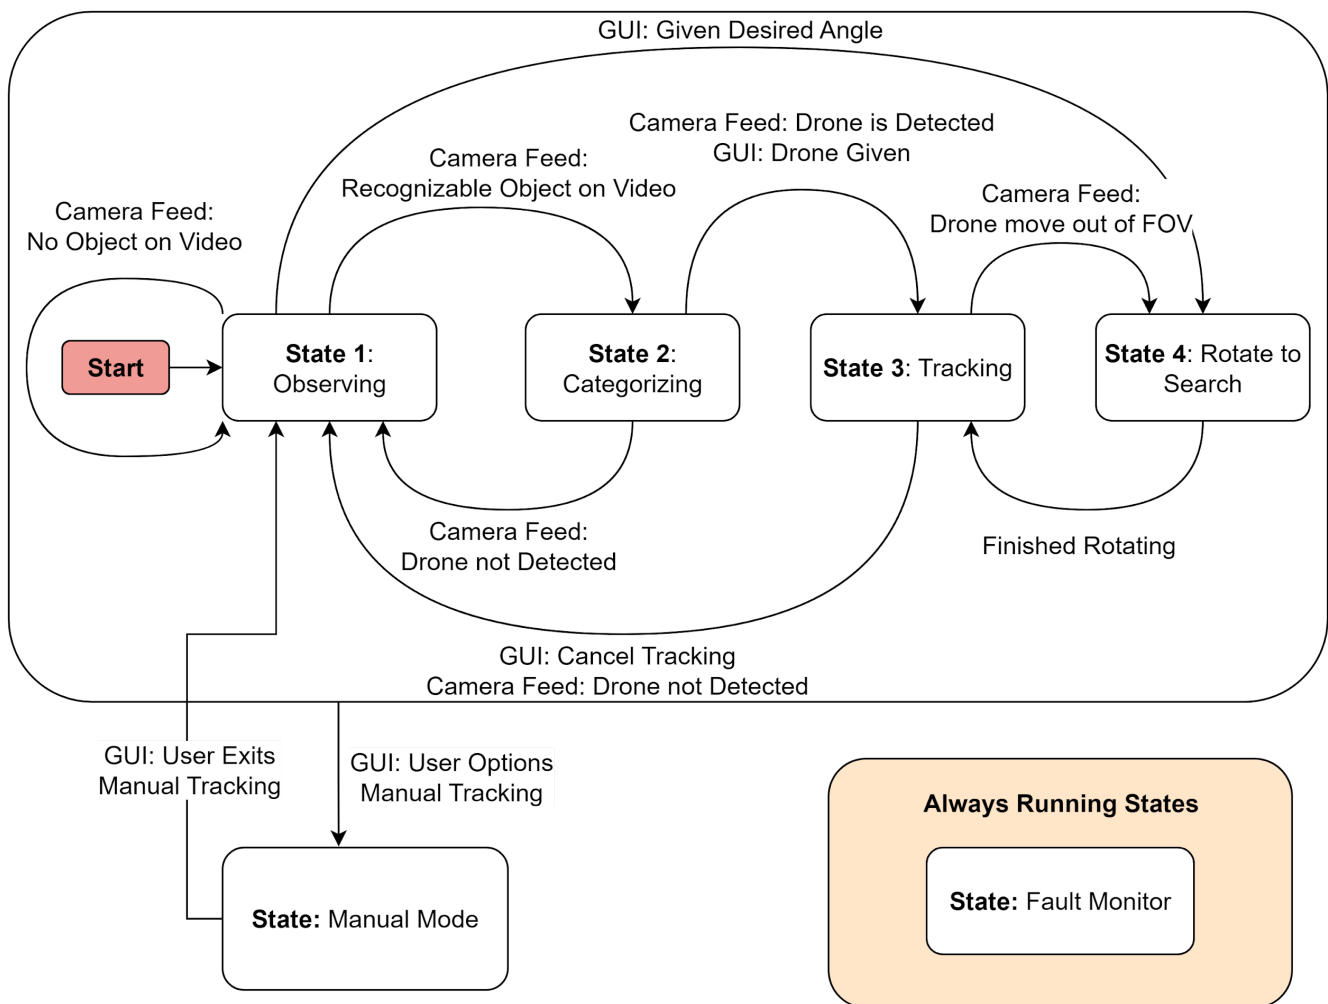 GUI: Given Desired Angle
Camera Feed: Drone is Detected
GUI: Drone Given
Camera Feed:
Recognizable Object on Video
Camera Feed:
Drone move out of FOV
Camera Feed:
No Object on Video
Start
State 1:
Observing
State 2:
Categorizing
State 3: Tracking
State 4: Rotate to
Search
Camera Feed:
Drone not Detected
Finished Rotating
GUI: Cancel Tracking
Camera Feed: Drone not Detected
GUI: User Exits
Manual Tracking
GUI: User Options
Manual Tracking
State: Manual Mode
Always Running States
State: Fault Monitor